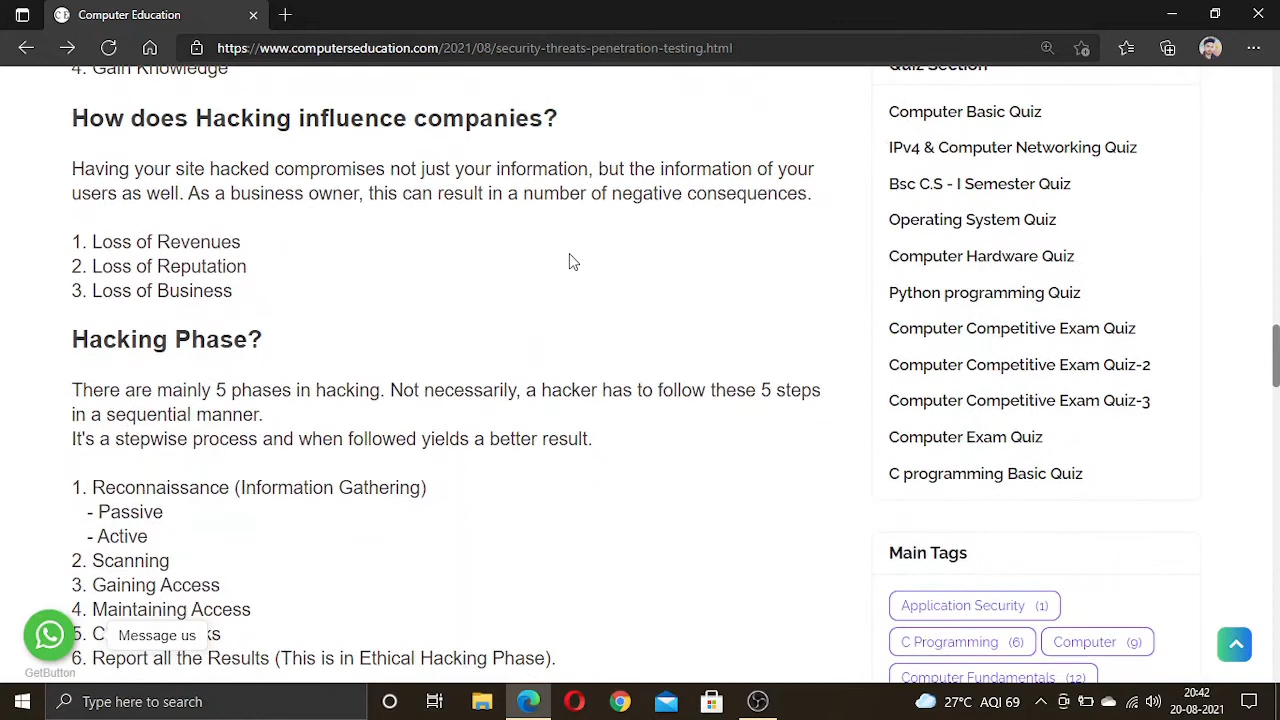 Computer Education
https://www.computerseducation.com/2021/08/security-threats-penetration-testing.html
4. Gain Knowledge
How does Hacking influence companies?
Having your site hacked compromises not just your information, but the information of your
users as well. As a business owner, this can result in a number of negative consequences.
1. Loss of Revenues
2. Loss of Reputation
3. Loss of Business
Hacking Phase?
There are mainly 5 phases in hacking. Not necessarily, a hacker has to follow these 5 steps
in a sequential manner.
It's a stepwise process and when followed yields a better result.
1. Reconnaissance (Information Gathering)
- Passive
- Active
2. Scanning
3. Gaining Access
4. Maintaining Access
5. C ks
6. Report all the Results (This is in Ethical Hacking Phase).
Message us
GetButton
Quiz Section
Computer Basic Quiz
IPv4 & Computer Networking Quiz
Bsc C.S - I Semester Quiz
Operating System Quiz
Computer Hardware Quiz
Python programming Quiz
Computer Competitive Exam Quiz
Computer Competitive Exam Quiz-2
Computer Competitive Exam Quiz-3
Computer Exam Quiz
C programming Basic Quiz
Main Tags
Application Security (1)
C Programming (6) Computer (9)
Computer Fundamentals (12)
Type here to search
27°C AQI 69
20:42
20-08-2021